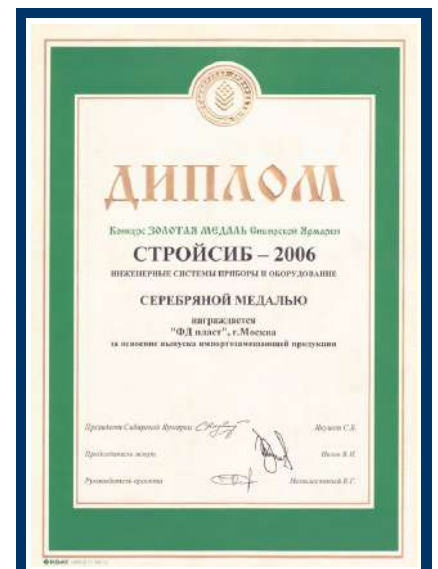 ДИПЛОМ
Конкурс ЗОЛОТАЯ МЕДАЛЬ Сибирской Ярмарки
СТРОЙСИБ – 2006
ИНЖЕНЕРНЫЕ СИСТЕМЫ ПРИБОРЫ И ОБОРУДОВАНИЕ
СЕРЕБРЯНОЙ МЕДАЛЬЮ
награждается
"ФД пласт", г.Москва
за освоение выпуска импортозамещающей продукции
Президент Сибирской Ярмарки Якушин С.Б.
Председатель жюри
Руководитель проекта